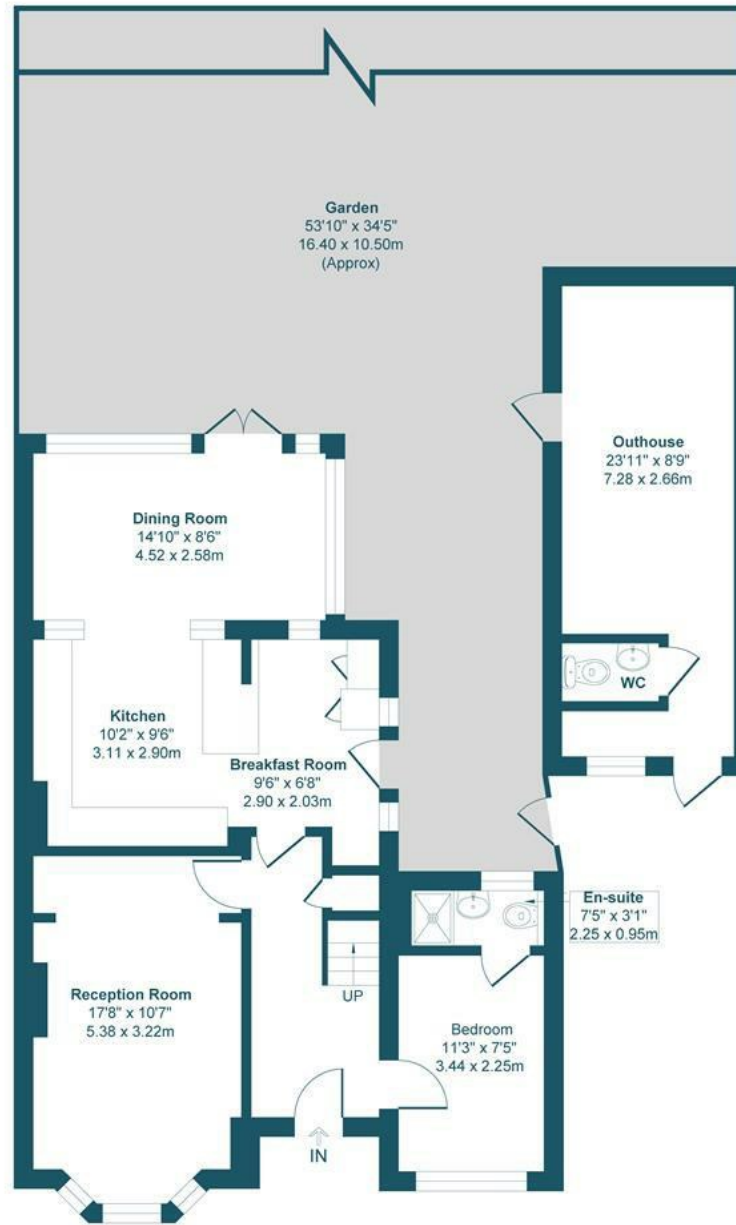 Garden
53'10" x 34'5"
16.40 x 10.50m
(Approx)
Outhouse
23'11" x 8'9"
7.28 x 2.66m
Dining Room
14'10" x 8'6"
4.52 x 2.58m
WC
Kitchen
10'2" x 9'6"
3.11 x 2.90m
Breakfast Room
9'6" x 6'8"
2.90 x 2.03m
En-suite
7'5" x 3'1"
2.25 x 0.95m
Reception Room
17'8" x 10'7"
5.38 x 3.22m
UP
Bedroom
11'3" x 7'5"
3.44 x 2.25m
IN